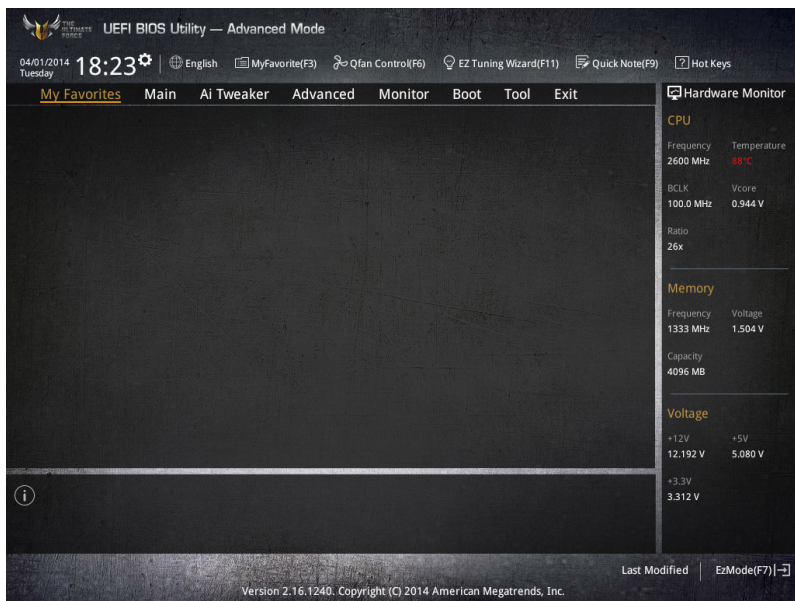 THE
ULTIMATE
FORCE
UEFI BIOS Utility — Advanced Mode
04/01/2014
Tuesday
18:23
English
MyFavorite(F3)
Qfan Control(F6)
EZ Tuning Wizard(F11)
Quick Note(F9)
? Hot Keys
My Favorites Main Ai Tweaker Advanced Monitor Boot Tool Exit
Hardware Monitor
CPU
Frequency Temperature
2600 MHz 88°C
BCLK Vcore
100.0 MHz 0.944 V
Ratio
26x
Memory
Frequency Voltage
1333 MHz 1.504 V
Capacity
4096 MB
Voltage
+12V +5V
12.192 V 5.080 V
+3.3V
3.312 V
i
Last Modified
EzMode(F7)
Version 2.16.1240. Copyright (C) 2014 American Megatrends, Inc.